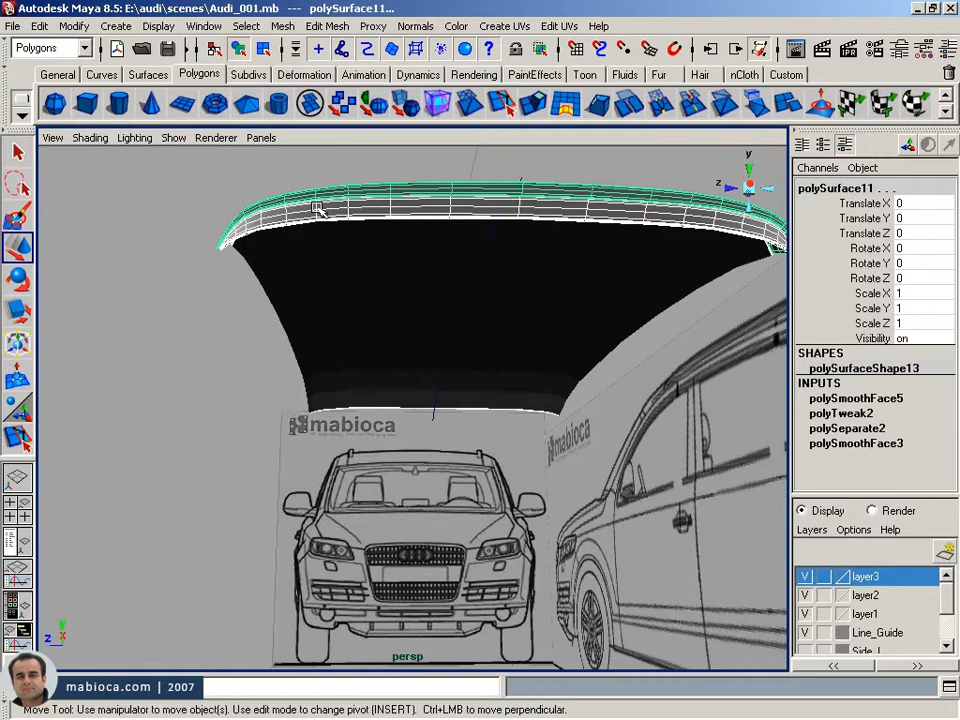 Autodesk Maya 8.5: E:\audi\scenes\Audi_001.mb --- polySurface11...
File Edit Modify Create Display Window Select Mesh Edit Mesh Proxy Normals Color Create UVs Edit UVs Help
Polygons
General Curves Surfaces Polygons Subdivs Deformation Animation Dynamics Rendering PaintEffects Toon Fluids Fur Hair nCloth Custom
View Shading Lighting Show Renderer Panels
Channels Object
polySurface11 . . .
Translate X 0
Translate Y 0
Translate Z 0
Rotate X 0
Rotate Y 0
Rotate Z 0
Scale X 1
Scale Y 1
Scale Z 1
Visibility on
SHAPES
polySurfaceShape13
INPUTS
polySmoothFace5
polyTweak2
polySeparate2
polySmoothFace3
y
z
mabioca
mabioca
Display Render
Layers Options Help
V layer3
V layer2
V layer1
V Line_Guide
V Side_l
<< >>
y
z x
persp
mabioca.com | 2007
Move Tool: Use manipulator to move object(s). Use edit mode to change pivot (INSERT). Ctrl+LMB to move perpendicular.